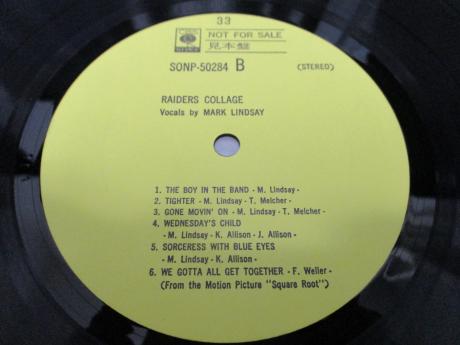 33
CBS NOT FOR SALE
見本盤
SONP-50284 B (STEREO)
RAIDERS COLLAGE
Vocals by MARK LINDSAY
1. THE BOY IN THE BAND - M. Lindsay -
2. TIGHTER - M. Lindsay - T. Melcher -
3. GONE MOVIN' ON - M. Lindsay - T. Melcher -
4. WEDNESDAY'S CHILD
- M. Lindsay - K. Allison - J. Allison -
5. SORCERESS WITH BLUE EYES
- M. Lindsay - K. Allison -
6. WE GOTTA ALL GET TOGETHER - F. Weller -
(From the Motion Picture "Square Root")